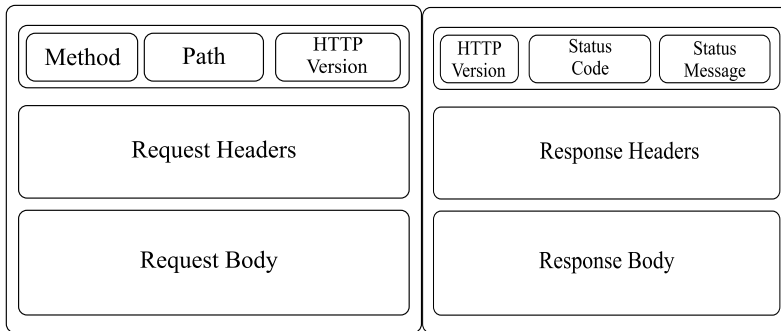 Method
Path
HTTP
Version
Request Headers
Request Body
HTTP
Version
Status
Code
Status
Message
Response Headers
Response Body